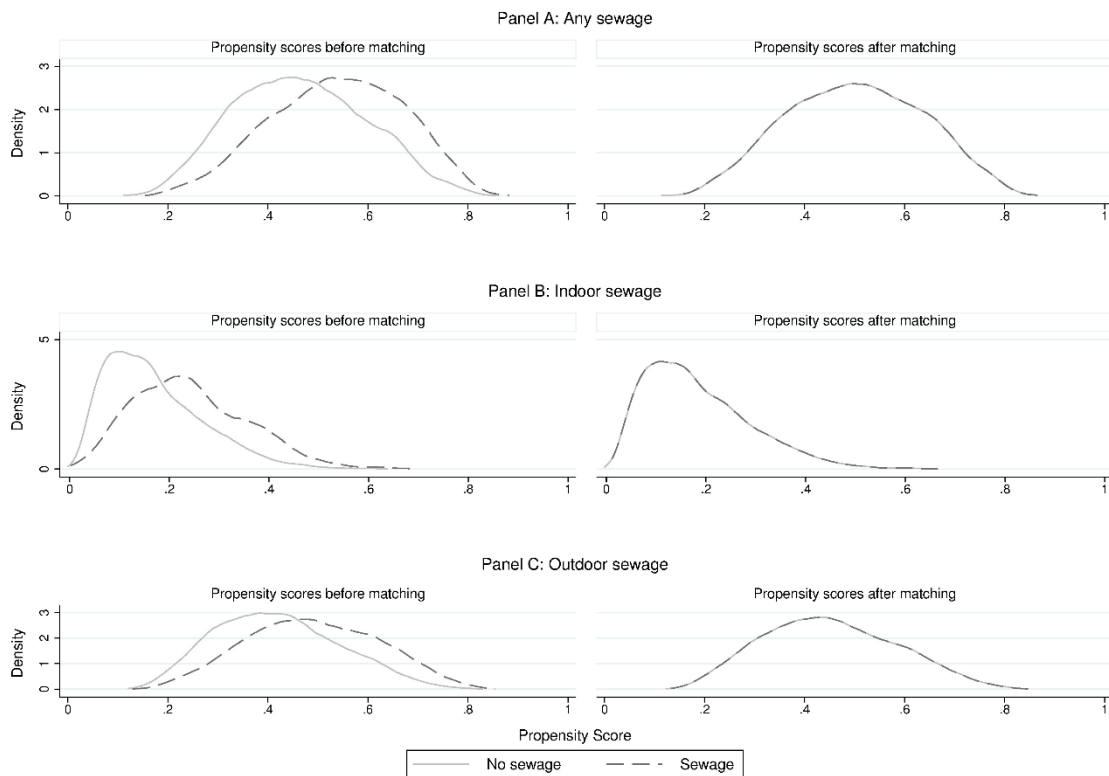 Panel A: Any sewage
Propensity scores before matching
Propensity scores after matching
Density
3
2
1
0
0 .2 .4 .6 .8 1
0 .2 .4 .6 .8 1
Panel B: Indoor sewage
Propensity scores before matching
Propensity scores after matching
Density
5
0
0 .2 .4 .6 .8 1
0 .2 .4 .6 .8 1
Panel C: Outdoor sewage
Propensity scores before matching
Propensity scores after matching
Density
3
2
1
0
0 .2 .4 .6 .8 1
0 .2 .4 .6 .8 1
Propensity Score
No sewage Sewage